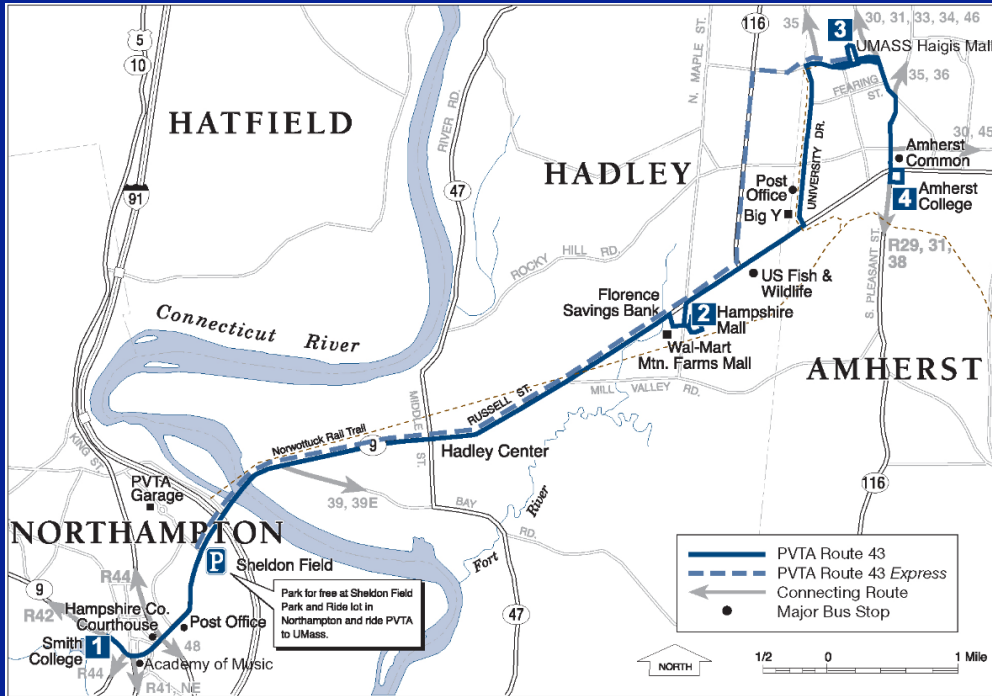 5
10
116
35
30, 31, 33, 34, 46
3
UMASS Haigis Mall
N. MAPLE ST.
RIVER RD.
FEARING
ST.
35, 36
HATFIELD
30, 45
Amherst
Common
HADLEY
47
91
Post
Office
UNIVERSITY DR.
4
Amherst
College
Big Y
ROCKY HILL RD.
R29, 31,
38
S. PLEASANT ST.
US Fish &
Wildlife
Florence
Savings Bank
2
Hampshire
Mall
Connecticut River
Wal-Mart
Mtn. Farms Mall
AMHERST
MILL VALLEY RD.
RUSSELL ST.
MIDDLE ST.
Norwottuck Rail Trail
9
Hadley Center
KING ST.
PVTA
Garage
39, 39E
BAY
RD.
116
Fort River
NORTHAMPTON
P
Sheldon Field
Park for free at Sheldon Field
Park and Ride lot in
Northampton and ride PVTA
to UMass.
9
R44
R42
Hampshire Co.
Courthouse
Post Office
47
Smith
College
1
48
R44
Academy of Music
R41, NE
PVTA Route 43
PVTA Route 43 Express
Connecting Route
Major Bus Stop
NORTH
1/2 0 1 Mile